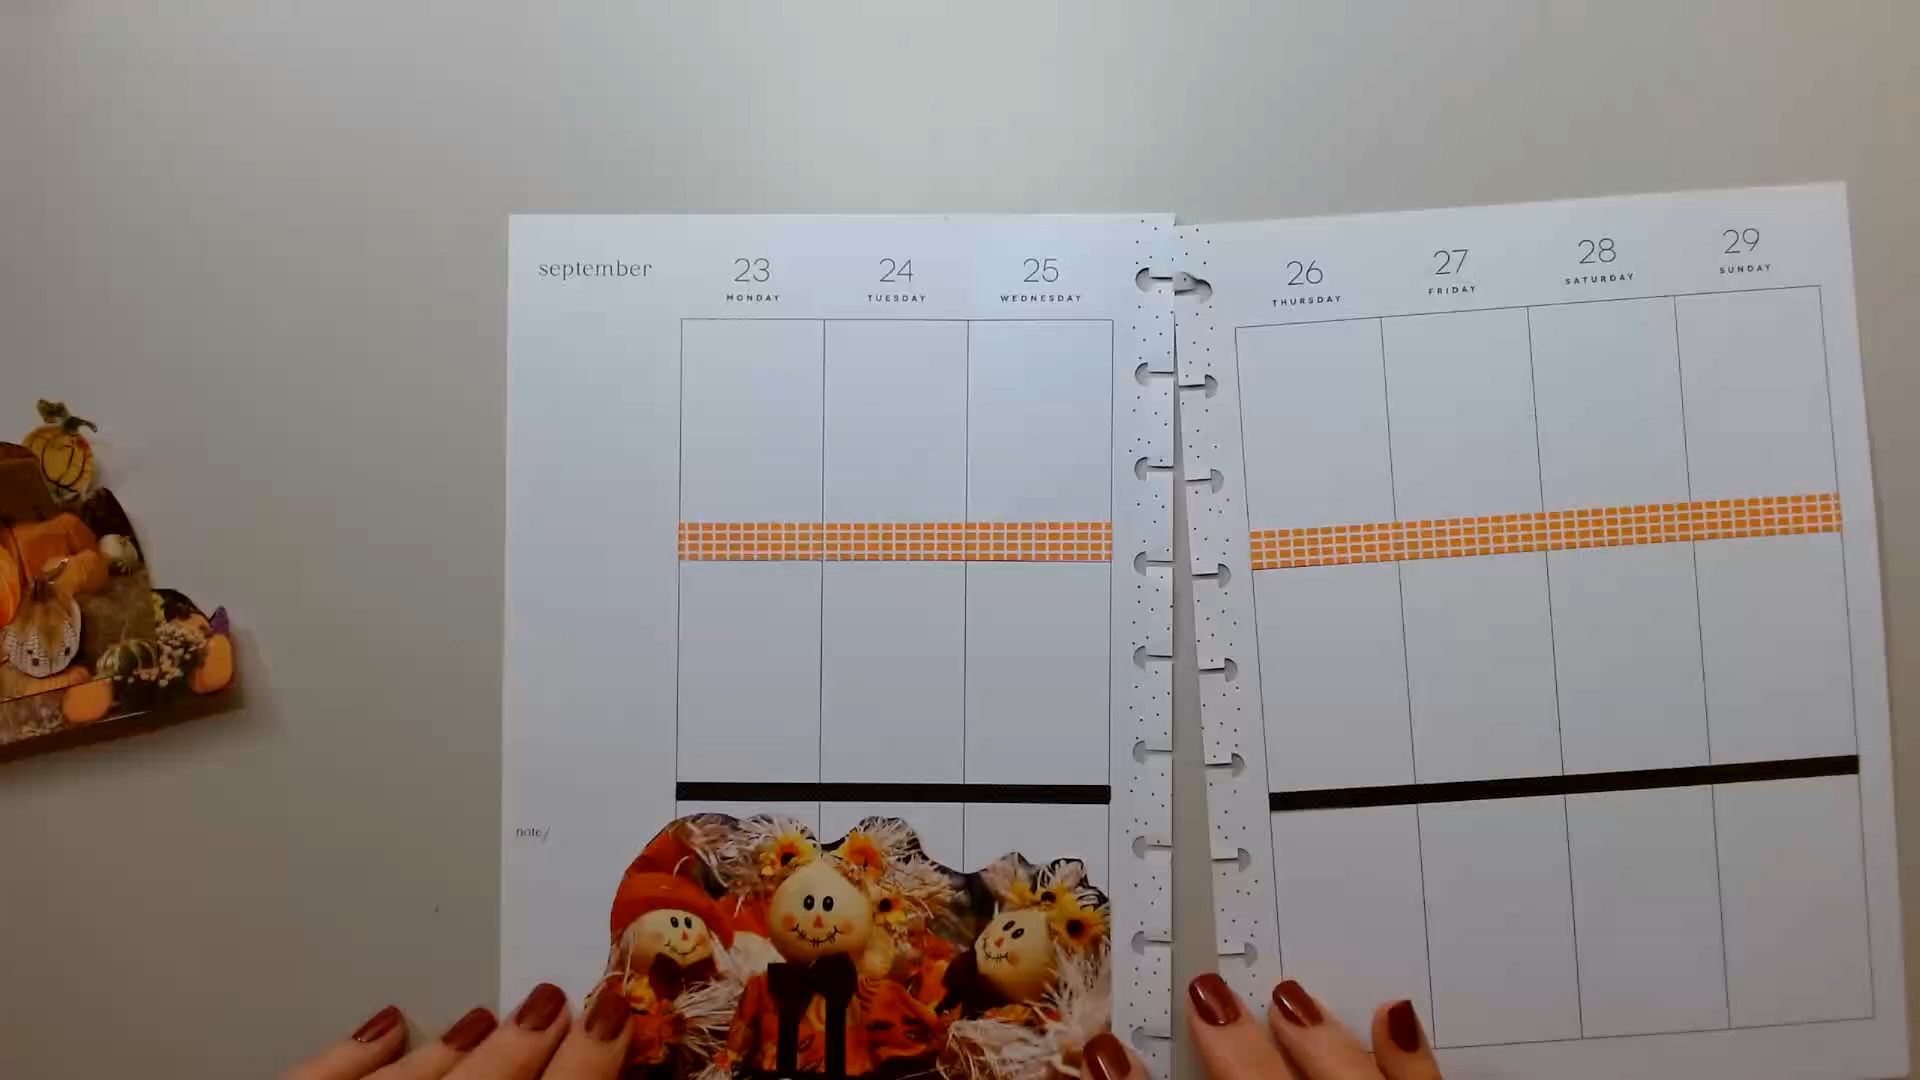 september
23 24 25
MONDAY TUESDAY WEDNESDAY
26 27 28 29
THURSDAY FRIDAY SATURDAY SUNDAY
note/